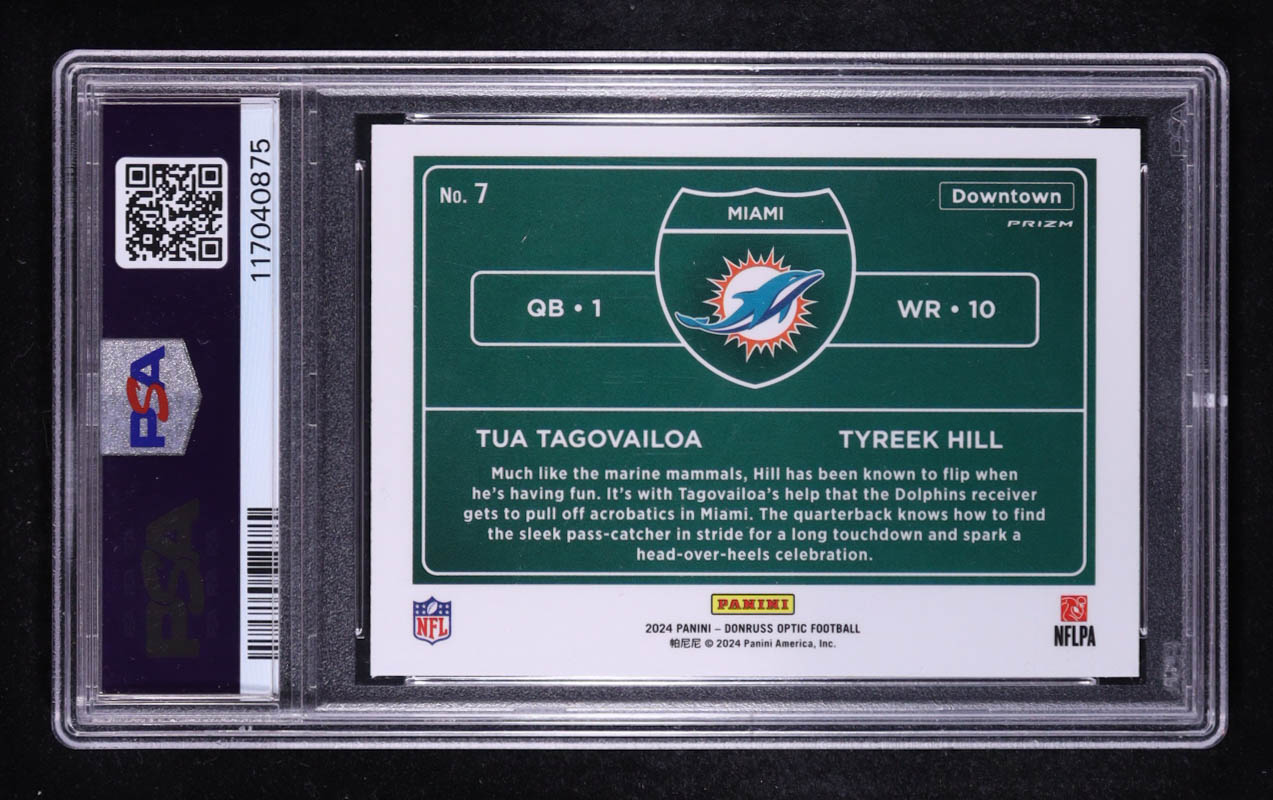 117040875
PSA
PSA
No. 7
Downtown
PRIZM
MIAMI
QB • 1
WR • 10
TUA TAGOVAILOA
TYREEK HILL
Much like the marine mammals, Hill has been known to flip when
he's having fun. It's with Tagovailoa's help that the Dolphins receiver
gets to pull off acrobatics in Miami. The quarterback knows how to find
the sleek pass-catcher in stride for a long touchdown and spark a
head-over-heels celebration.
NFL
PANINI
2024 PANINI – DONRUSS OPTIC FOOTBALL
帕尼尼 © 2024 Panini America, Inc.
NFLPA